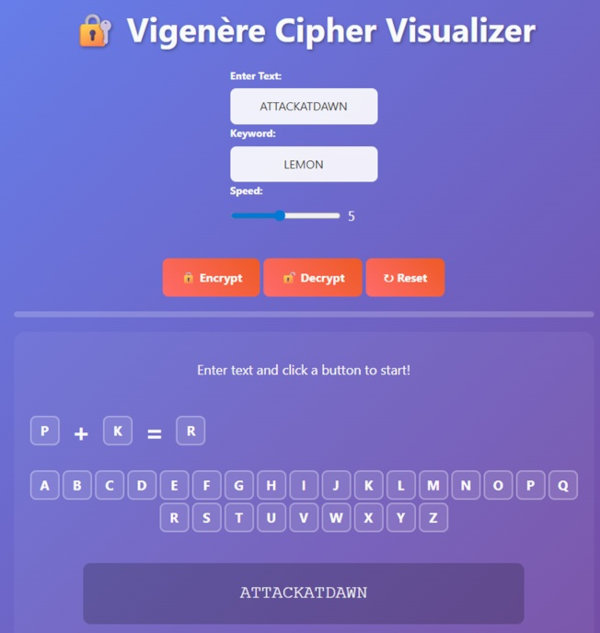 🔐 Vigenère Cipher Visualizer
Enter Text:
ATTACKATDAWN
Keyword:
LEMON
Speed:
5
🔒 Encrypt 🔓 Decrypt ↻ Reset
Enter text and click a button to start!
P + K = R
A B C D E F G H I J K L M N O P Q
R S T U V W X Y Z
ATTACKATDAWN